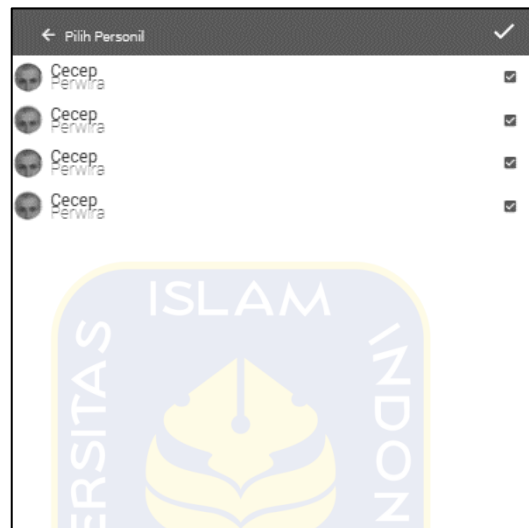 Pilih Personil
Cecep
Perwira
Cecep
Perwira
Cecep
Perwira
Cecep
Perwira
ISLAM
ERSITAS
INDON